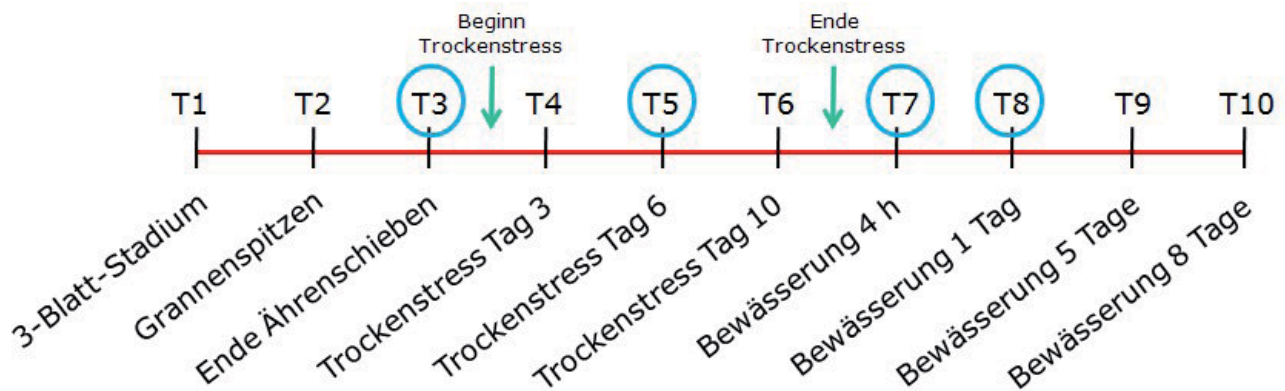 Beginn
Trockenstress
Ende
Trockenstress
T1 T2 T3 T4 T5 T6 T7 T8 T9 T10
3-Blatt-Stadium
Grannenspitzen
Ende Ährenschieben
Trockenstress Tag 3
Trockenstress Tag 6
Trockenstress Tag 10
Bewässerung 4 h
Bewässerung 1 Tag
Bewässerung 5 Tage
Bewässerung 8 Tage